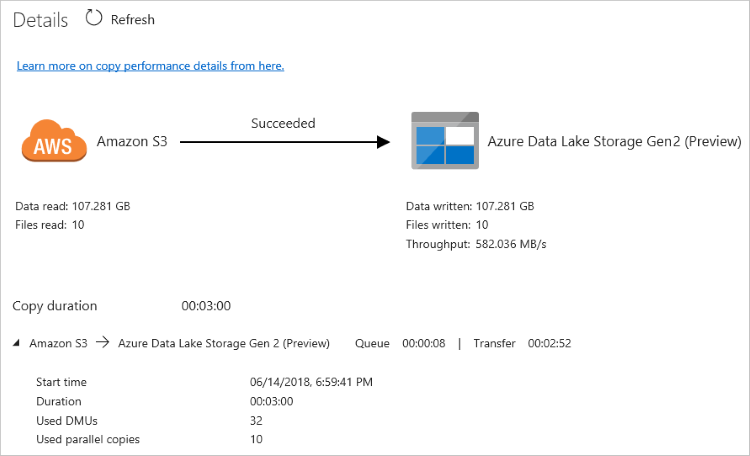 Details Refresh
Learn more on copy performance details from here.
Succeeded
AWS Amazon S3 Azure Data Lake Storage Gen2 (Preview)
Data read: 107.281 GB Data written: 107.281 GB
Files read: 10 Files written: 10
Throughput: 582.036 MB/s
Copy duration 00:03:00
Amazon S3 → Azure Data Lake Storage Gen 2 (Preview) Queue 00:00:08 | Transfer 00:02:52
Start time 06/14/2018, 6:59:41 PM
Duration 00:03:00
Used DMUs 32
Used parallel copies 10